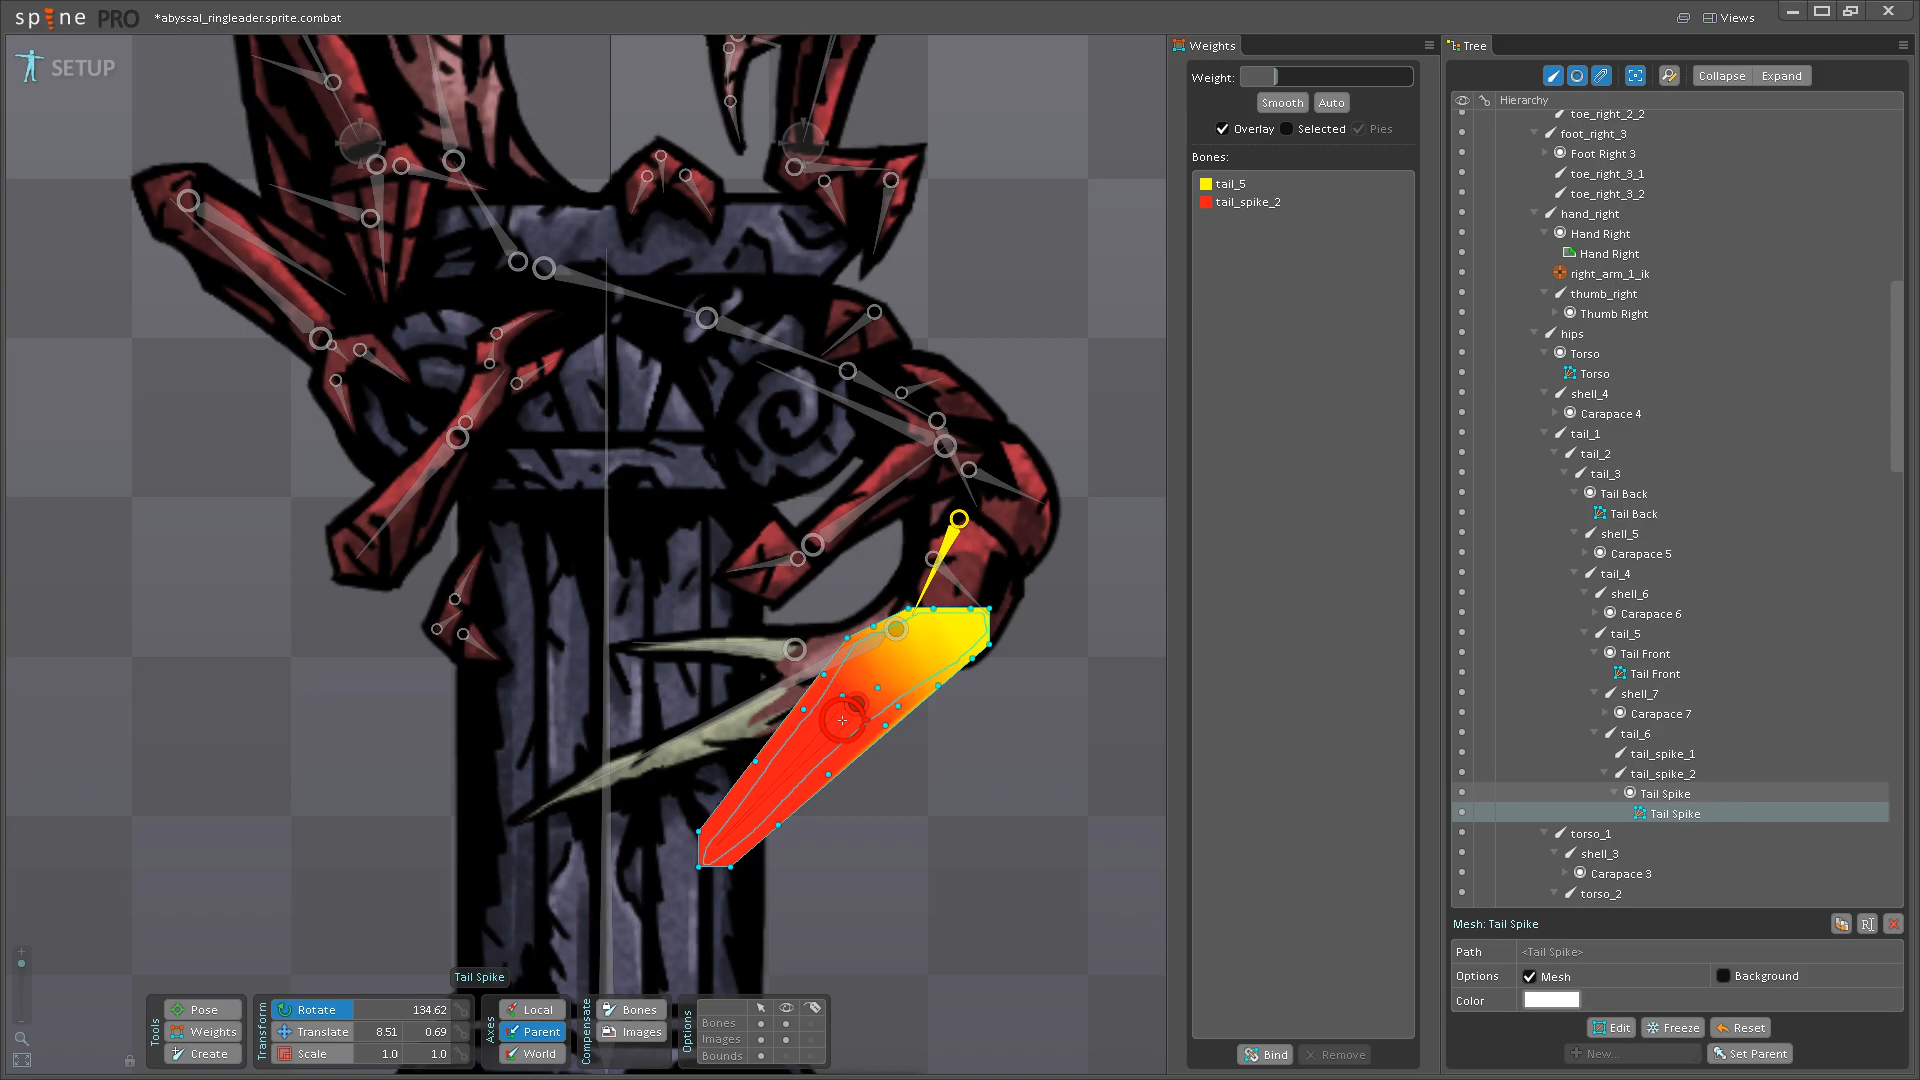 spine PRO *abyssal_ringleader.sprite.combat Views
SETUP
Weights
Weight:
Smooth Auto
Overlay Selected Pies
Bones:
tail_5
tail_spike_2
Bind Remove
Tree
Collapse Expand
Hierarchy
toe_right_2_2
foot_right_3
Foot Right 3
toe_right_3_1
toe_right_3_2
hand_right
Hand Right
Hand Right
right_arm_1_ik
thumb_right
Thumb Right
hips
Torso
Torso
shell_4
Carapace 4
tail_1
tail_2
tail_3
Tail Back
Tail Back
shell_5
Carapace 5
tail_4
shell_6
Carapace 6
tail_5
Tail Front
Tail Front
shell_7
Carapace 7
tail_6
tail_spike_1
tail_spike_2
Tail Spike
Tail Spike
torso_1
shell_3
Carapace 3
torso_2
Mesh: Tail Spike
Path <Tail Spike>
Options Mesh Background
Color
Edit Freeze Reset
New... Set Parent
Tail Spike
Tools
Pose
Weights
Create
Transform
Rotate 134.62
Translate 8.51 0.69
Scale 1.0 1.0
Axes
Local
Parent
World
Compensate
Bones
Images
Options
Bones
Images
Bounds